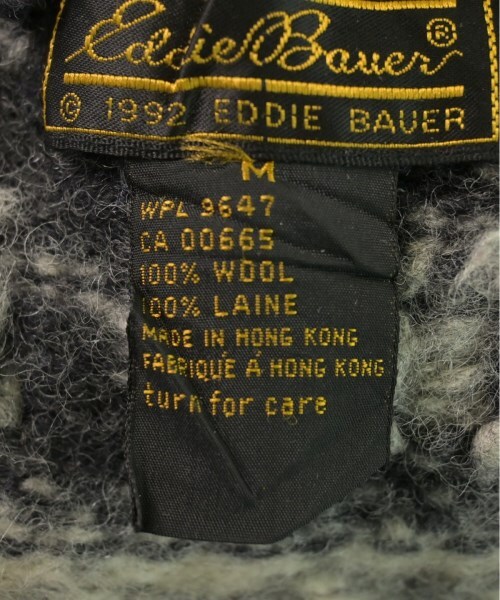 Eddie Bauer®
© 1992 EDDIE BAUER
M
WPL 9647
CA 00665
100% WOOL
100% LAINE
MADE IN HONG KONG
FABRIQUÉ À HONG KONG
turn for care